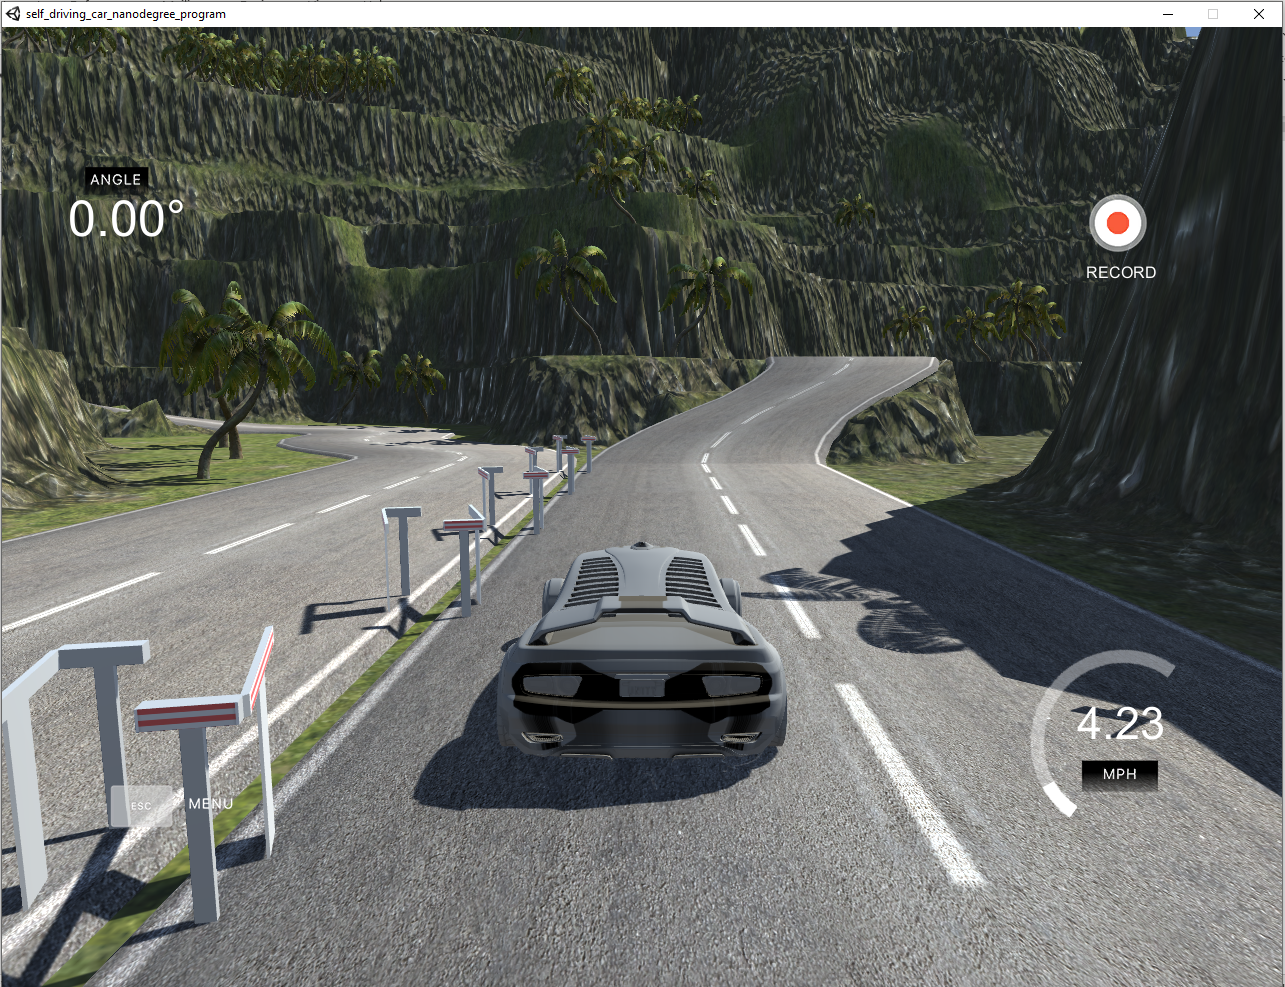 self_driving_car_nanodegree_program
ANGLE
0.00°
RECORD
4.23
MPH
ESC MENU